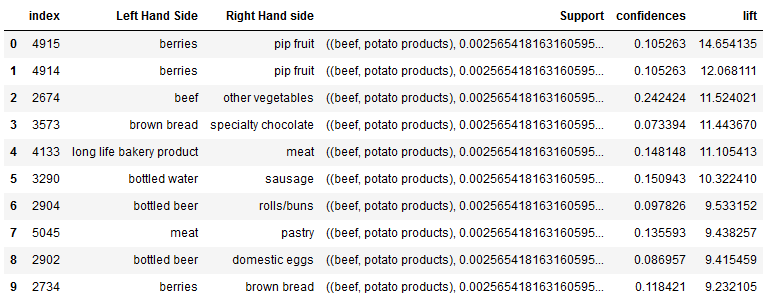 index Left Hand Side Right Hand side Support confidences lift
0 4915 berries pip fruit ((beef, potato products), 0.002565418163160595... 0.105263 14.654135
1 4914 berries pip fruit ((beef, potato products), 0.002565418163160595... 0.105263 12.068111
2 2674 beef other vegetables ((beef, potato products), 0.002565418163160595... 0.242424 11.524021
3 3573 brown bread specialty chocolate ((beef, potato products), 0.002565418163160595... 0.073394 11.443670
4 4133 long life bakery product meat ((beef, potato products), 0.002565418163160595... 0.148148 11.105413
5 3290 bottled water sausage ((beef, potato products), 0.002565418163160595... 0.150943 10.322410
6 2904 bottled beer rolls/buns ((beef, potato products), 0.002565418163160595... 0.097826 9.533152
7 5045 meat pastry ((beef, potato products), 0.002565418163160595... 0.135593 9.438257
8 2902 bottled beer domestic eggs ((beef, potato products), 0.002565418163160595... 0.086957 9.415459
9 2734 berries brown bread ((beef, potato products), 0.002565418163160595... 0.118421 9.232105